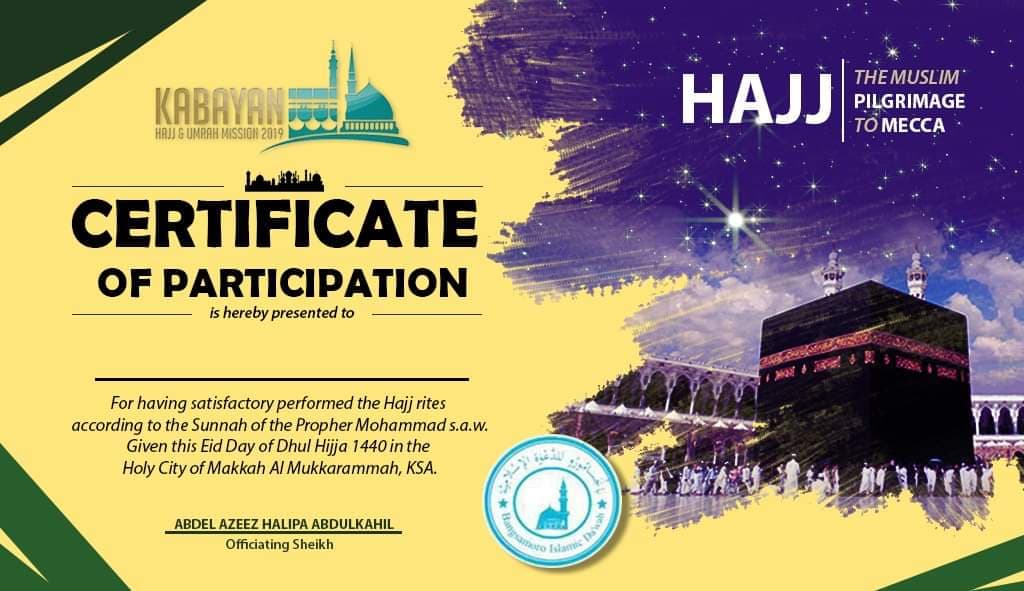 KABAYAN
HAJJ & UMRAH MISSION 2019
HAJJ
THE MUSLIM
PILGRIMAGE
TO MECCA
CERTIFICATE
OF PARTICIPATION
is hereby presented to
For having satisfactory performed the Hajj rites
according to the Sunnah of the Propher Mohammad s.a.w.
Given this Eid Day of Dhul Hijja 1440 in the
Holy City of Makkah Al Mukkarammah, KSA.
ABDEL AZEEZ HALIPA ABDULKAHIL
Officiating Sheikh
للدعوة الإسلامية
Bangsamoro Islamic Da'wah